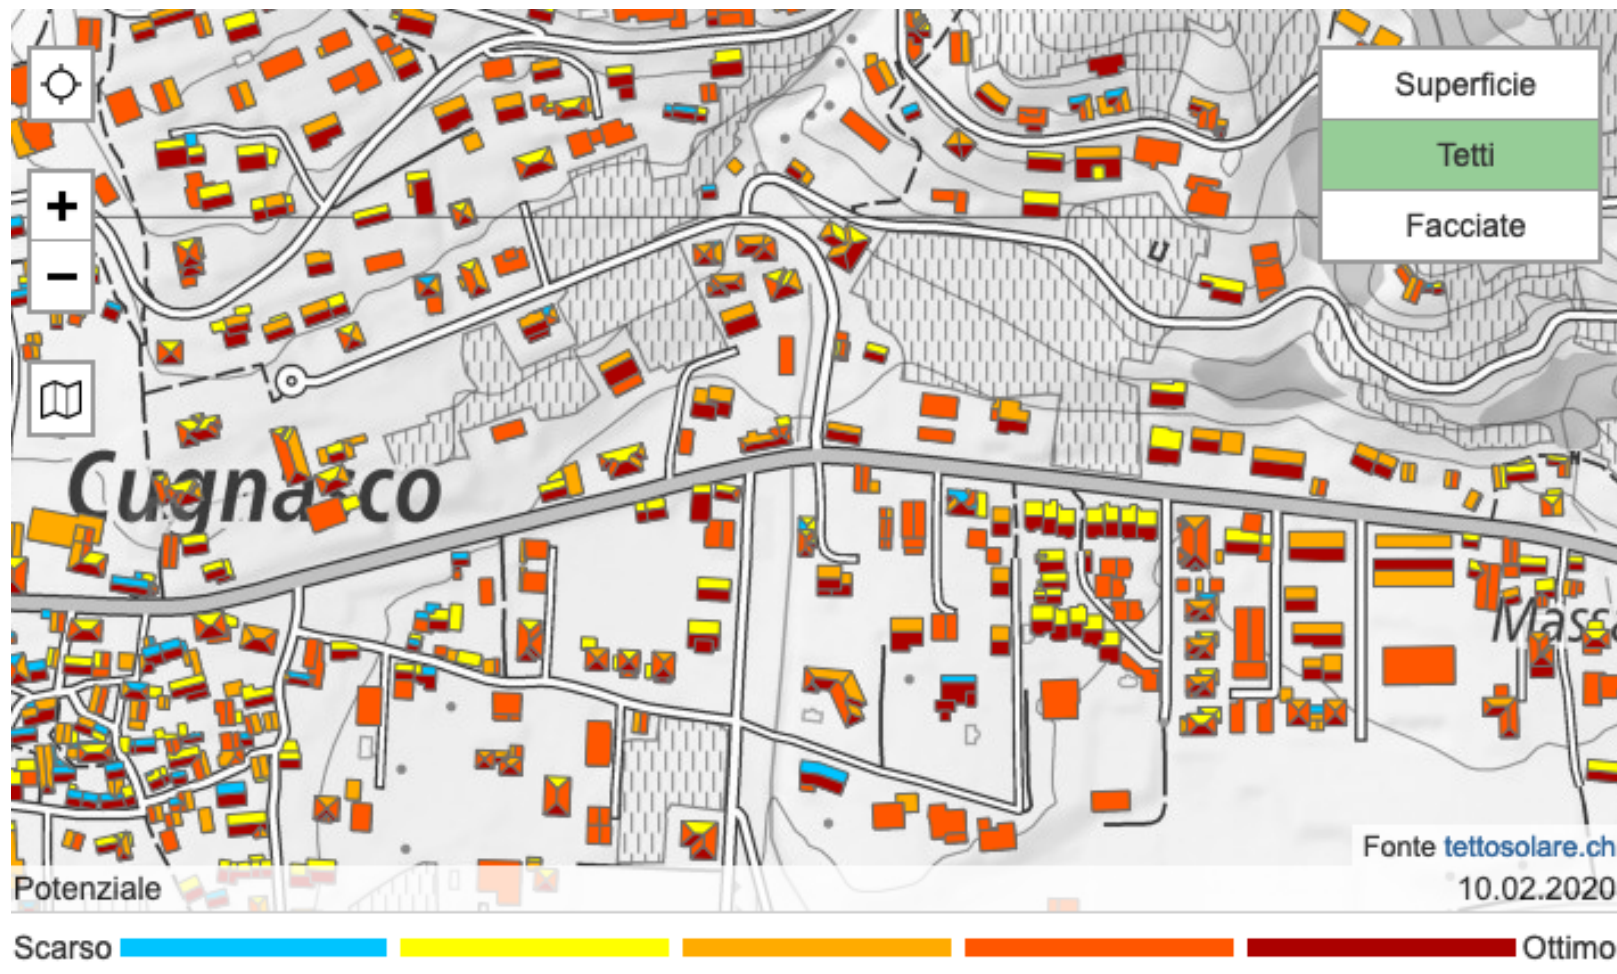 Superficie
Tetti
Facciate
+
−
Cugnasco
Mass
Fonte tettosolare.ch
Potenziale
10.02.2020
Scarso
Ottimo